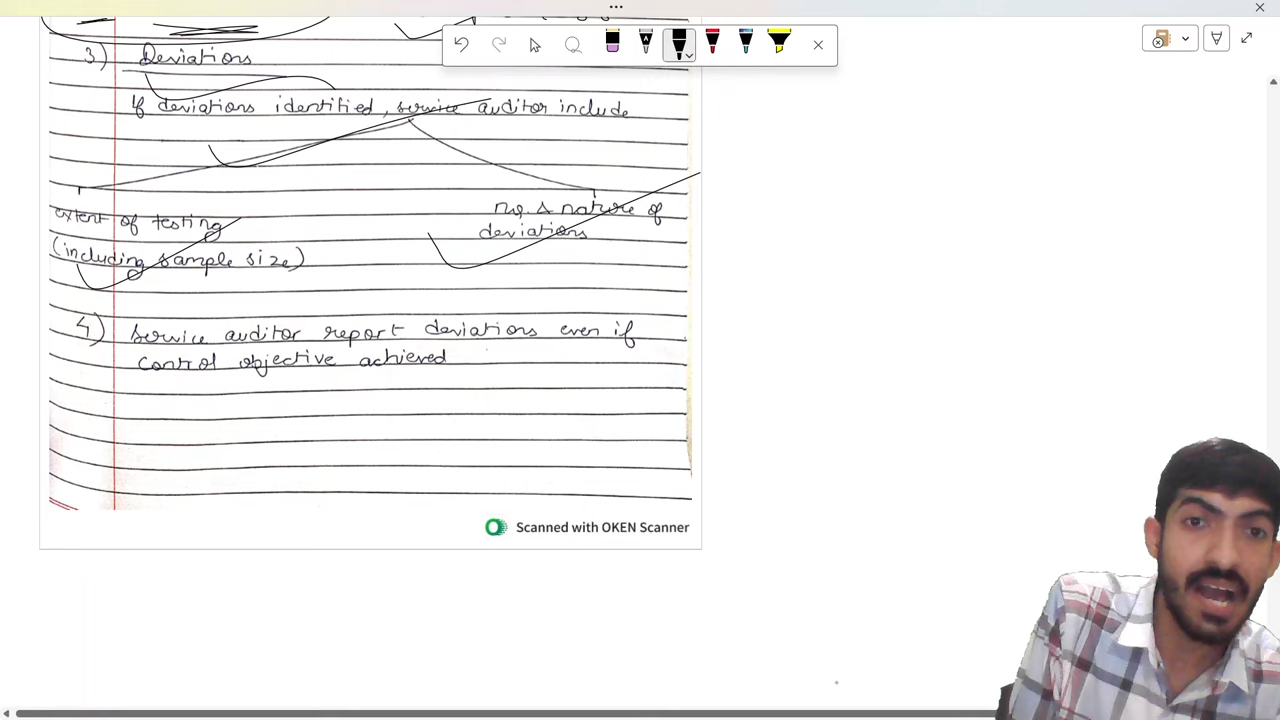 3) Deviations
If deviations identified, service auditor include
extent of testing
(including sample size)
no. & nature of
deviations
4) Service auditor report deviations even if
control objective achieved
Scanned with OKEN Scanner